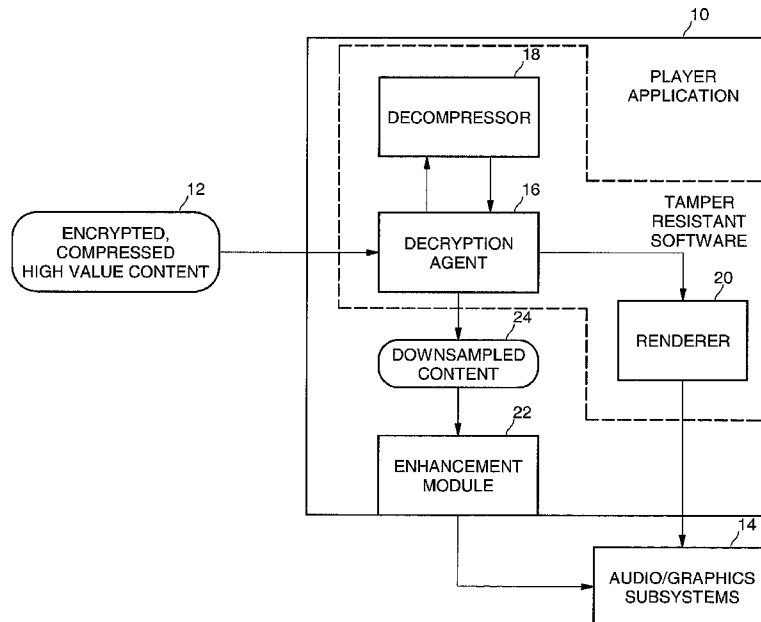 10
18
PLAYER
APPLICATION
DECOMPRESSOR
12
16
TAMPER
RESISTANT
SOFTWARE
ENCRYPTED,
COMPRESSED
HIGH VALUE CONTENT
DECRYPTION
AGENT
20
24
RENDERER
DOWNSAMPLED
CONTENT
22
ENHANCEMENT
MODULE
14
AUDIO/GRAPHICS
SUBSYSTEMS